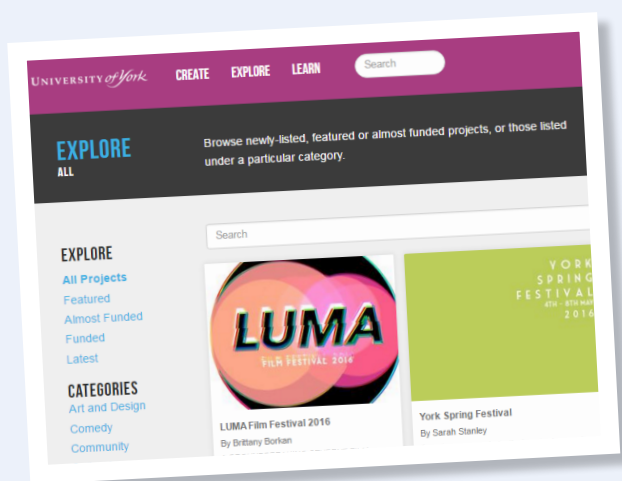 UNIVERSITY of York CREATE EXPLORE LEARN Search
EXPLORE
ALL
Browse newly-listed, featured or almost funded projects, or those listed
under a particular category.
EXPLORE
All Projects
Featured
Almost Funded
Funded
Latest
CATEGORIES
Art and Design
Comedy
Community
Search
LUMA
FILM FESTIVAL 2016
LUMA Film Festival 2016
By Brittany Borkan
YORK
SPRING
FESTIVAL
4TH - 8TH MAY
2016
York Spring Festival
By Sarah Stanley